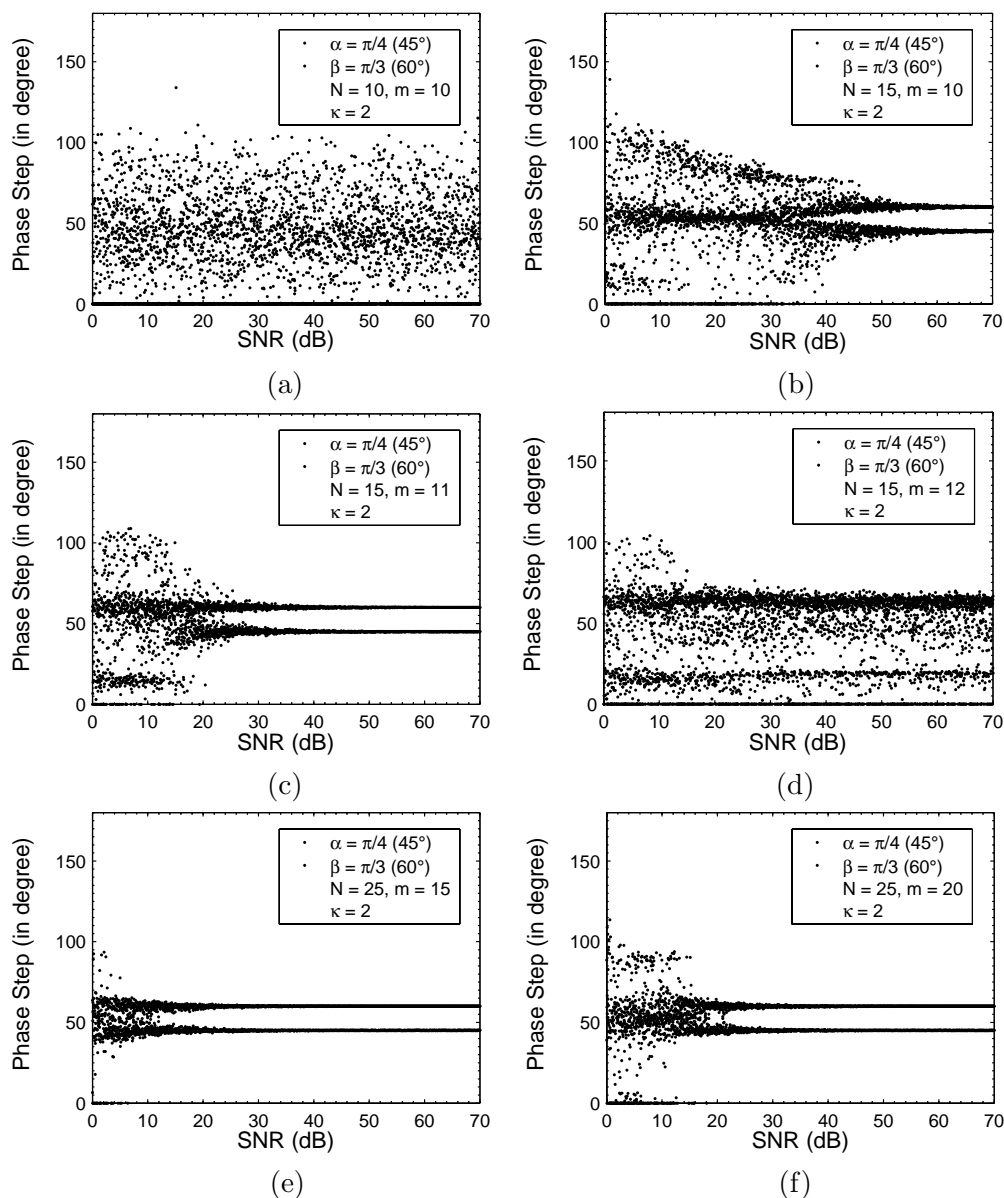 Phase Step (in degree)
150
100
50
0
α = π/4 (45°)
β = π/3 (60°)
N = 10, m = 10
κ = 2
0 10 20 30 40 50 60 70
SNR (dB)
(a)
Phase Step (in degree)
150
100
50
0
α = π/4 (45°)
β = π/3 (60°)
N = 15, m = 10
κ = 2
0 10 20 30 40 50 60 70
SNR (dB)
(b)
Phase Step (in degree)
150
100
50
0
α = π/4 (45°)
β = π/3 (60°)
N = 15, m = 11
κ = 2
0 10 20 30 40 50 60 70
SNR (dB)
(c)
Phase Step (in degree)
150
100
50
0
α = π/4 (45°)
β = π/3 (60°)
N = 15, m = 12
κ = 2
0 10 20 30 40 50 60 70
SNR (dB)
(d)
Phase Step (in degree)
150
100
50
0
α = π/4 (45°)
β = π/3 (60°)
N = 25, m = 15
κ = 2
0 10 20 30 40 50 60 70
SNR (dB)
(e)
Phase Step (in degree)
150
100
50
0
α = π/4 (45°)
β = π/3 (60°)
N = 25, m = 20
κ = 2
0 10 20 30 40 50 60 70
SNR (dB)
(f)